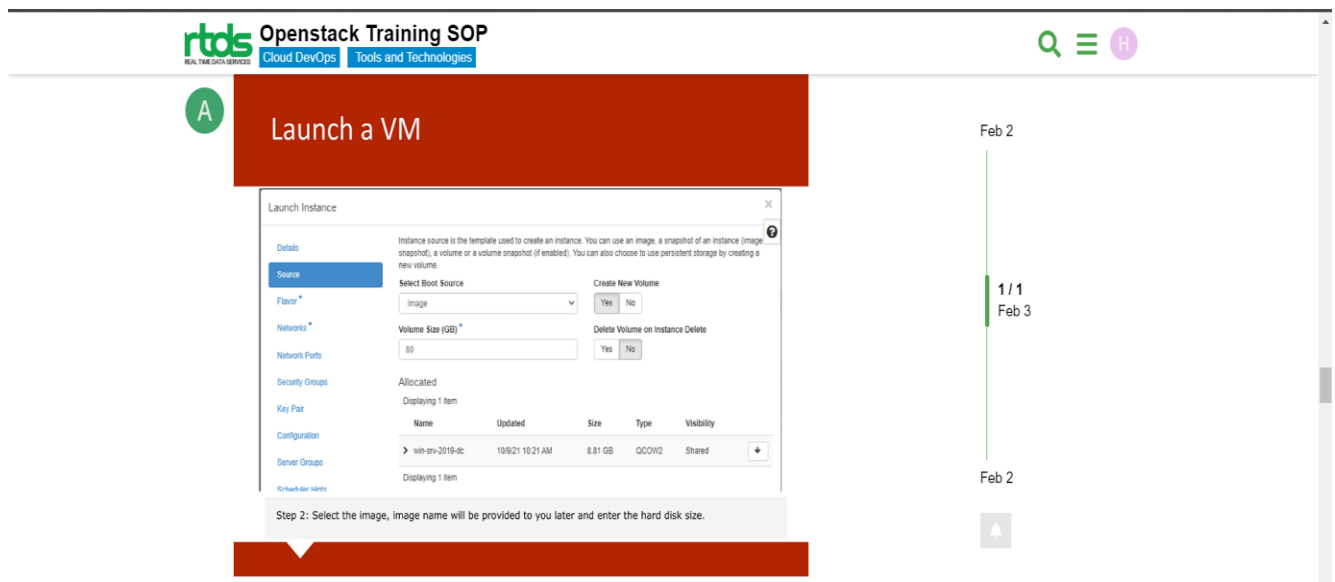 rtds
REAL TIME DATA SERVICES
Openstack Training SOP
Cloud DevOps Tools and Technologies
H
A
Launch a VM
Launch Instance
Details
Source
Flavor *
Networks *
Network Ports
Security Groups
Key Pair
Configuration
Server Groups
Scheduler Hints
Instance source is the template used to create an instance. You can use an image, a snapshot of an instance (image
snapshot), a volume or a volume snapshot (if enabled). You can also choose to use persistent storage by creating a
new volume.
Select Boot Source Create New Volume
Image Yes No
Volume Size (GB) * Delete Volume on Instance Delete
80 Yes No
Allocated
Displaying 1 item
Name Updated Size Type Visibility
win-srv-2019-dc 10/9/21 10:21 AM 8.81 GB QCOW2 Shared
Displaying 1 item
Step 2: Select the image, image name will be provided to you later and enter the hard disk size.
Feb 2
1 / 1
Feb 3
Feb 2